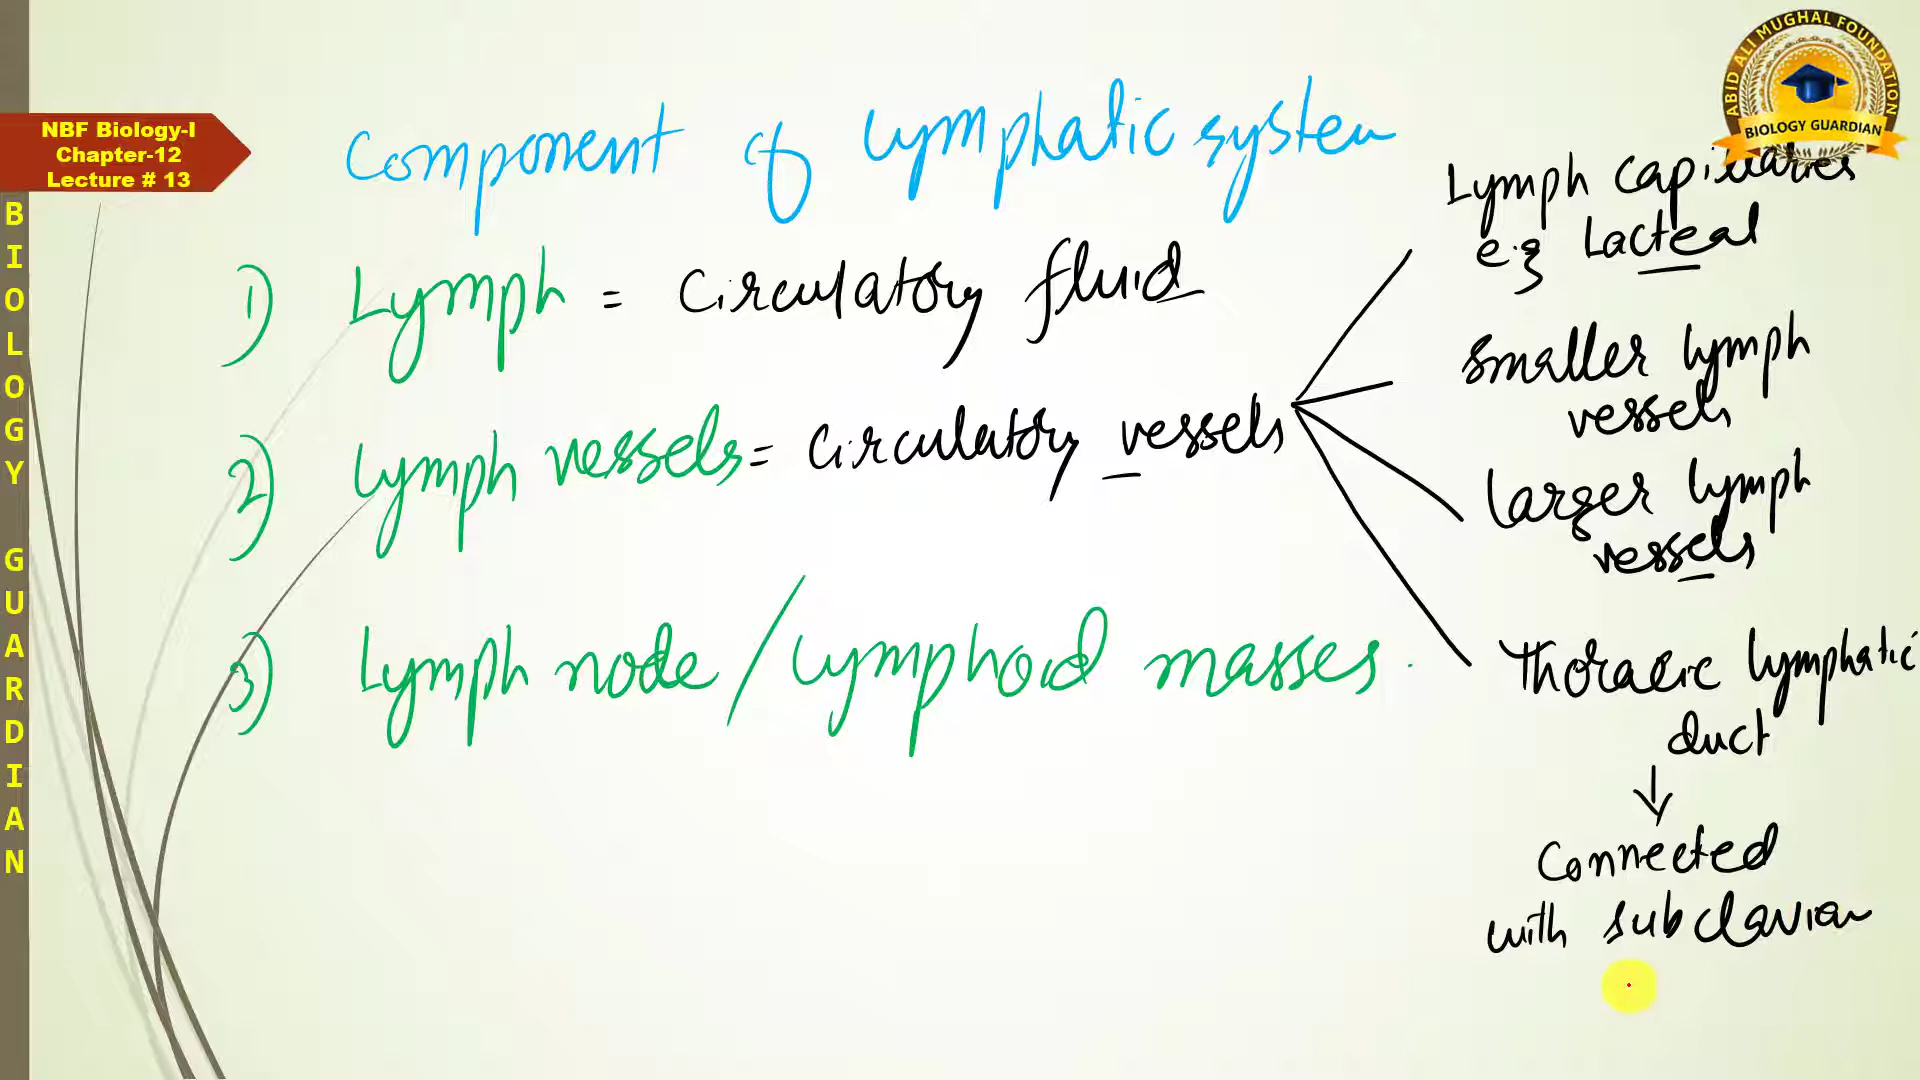 ABID ALI MUGHAL FOUNDATION
BIOLOGY GUARDIAN
NBF Biology-I
Chapter-12
Lecture # 13
BIOLOGY GUARDIAN
Component of lymphatic system
1) Lymph = Circulatory fluid
2) Lymph vessels = Circulatory vessels
3) Lymph node / lymphoid masses.
Lymph capillaries
e.g Lacteal
smaller lymph
vessels
Larger lymph
vessels
Thoracic lymphatic
duct
↓
Connected
with subclavian